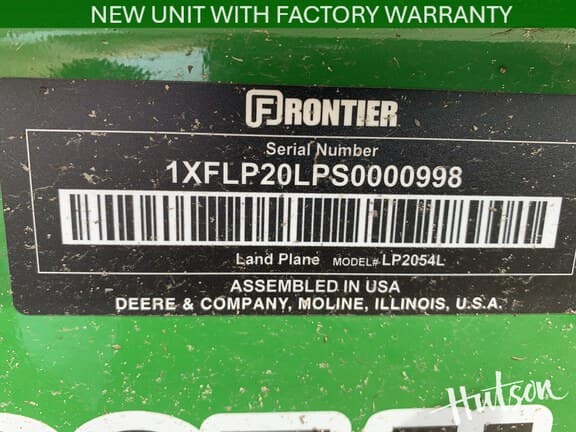 NEW UNIT WITH FACTORY WARRANTY
FRONTIER
Serial Number
1XFLP20LPS0000998
Land Plane MODEL# LP2054L
ASSEMBLED IN USA
DEERE & COMPANY, MOLINE, ILLINOIS, U.S.A.
Hutson